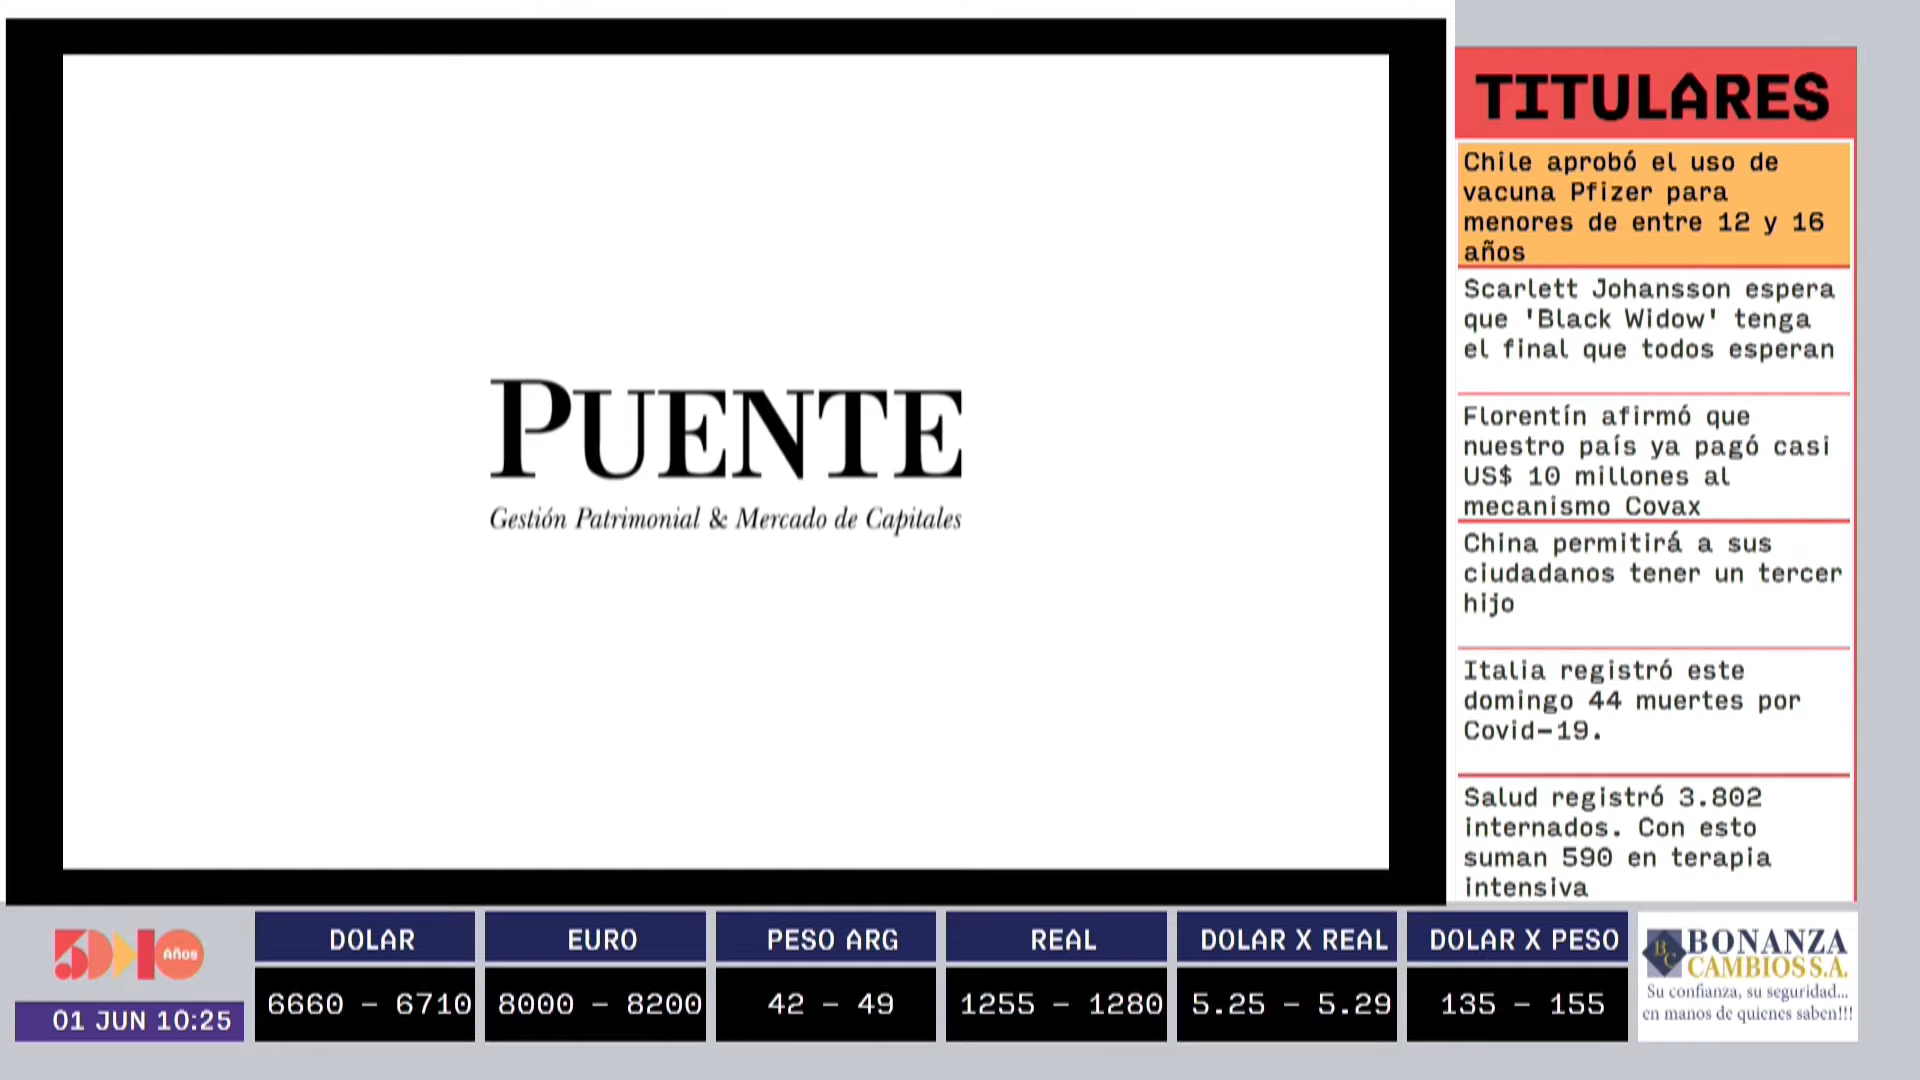 PUENTE
Gestión Patrimonial & Mercado de Capitales
TITULARES
Chile aprobó el uso de
vacuna Pfizer para
menores de entre 12 y 16
años
Scarlett Johansson espera
que 'Black Widow' tenga
el final que todos esperan
Florentín afirmó que
nuestro país ya pagó casi
US$ 10 millones al
mecanismo Covax
China permitirá a sus
ciudadanos tener un tercer
hijo
Italia registró este
domingo 44 muertes por
Covid-19.
Salud registró 3.802
internados. Con esto
suman 590 en terapia
intensiva
Años
01 JUN 10:25
DOLAR
6660 - 6710
EURO
8000 - 8200
PESO ARG
42 - 49
REAL
1255 - 1280
DOLAR X REAL
5.25 - 5.29
DOLAR X PESO
135 - 155
BC
BONANZA
CAMBIOS S.A.
Su confianza, su seguridad...
en manos de quienes saben!!!